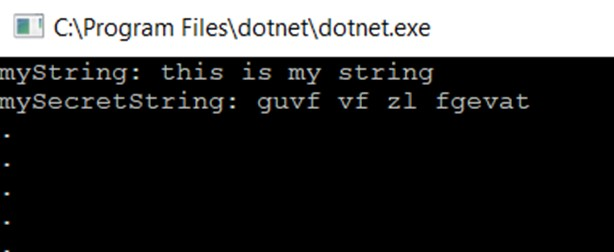 C:\Program Files\dotnet\dotnet.exe
myString: this is my string
mySecretString: guvf vf zl fgevat
.
.
.
.
.